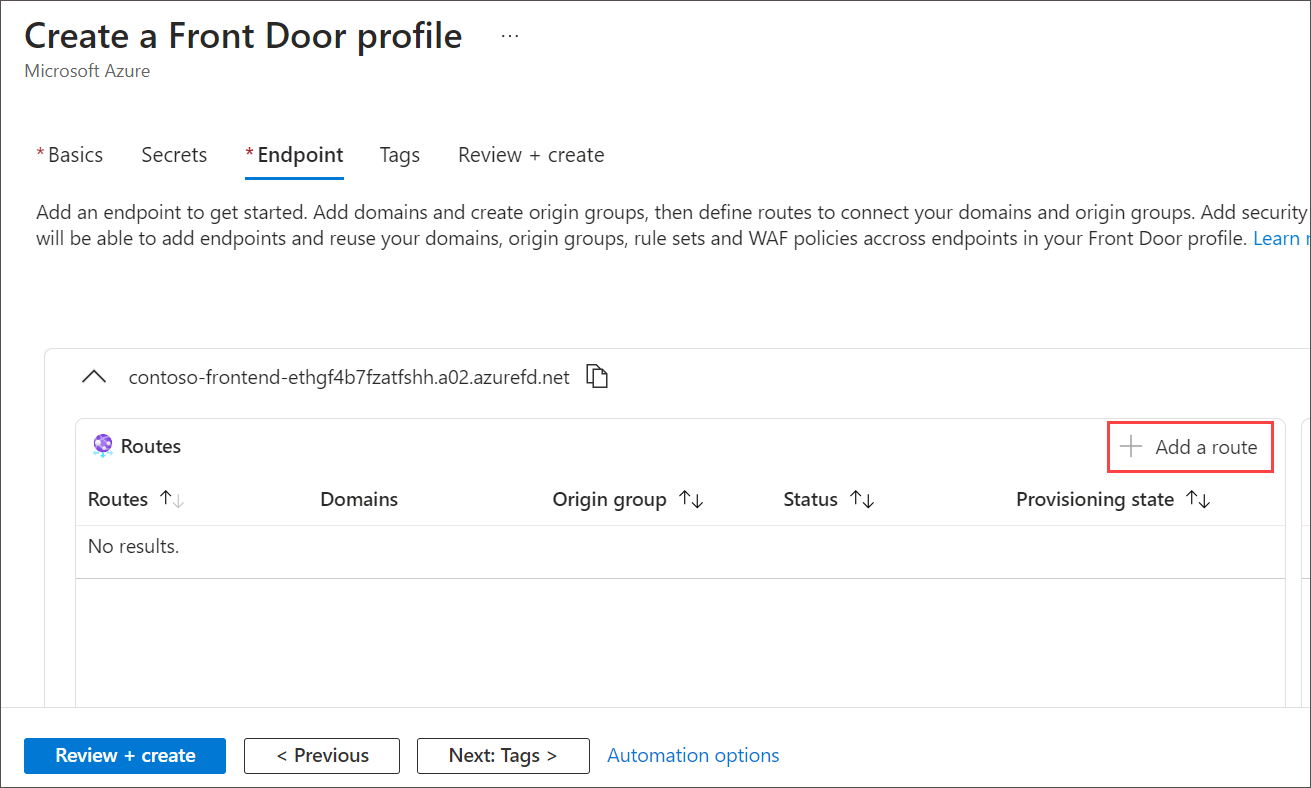 Create a Front Door profile ...
Microsoft Azure
* Basics Secrets * Endpoint Tags Review + create
Add an endpoint to get started. Add domains and create origin groups, then define routes to connect your domains and origin groups. Add security
will be able to add endpoints and reuse your domains, origin groups, rule sets and WAF policies accross endpoints in your Front Door profile. Learn
contoso-frontend-ethgf4b7fzatfshh.a02.azurefd.net
Routes + Add a route
Routes ↑↓ Domains Origin group ↑↓ Status ↑↓ Provisioning state ↑↓
No results.
Review + create < Previous Next: Tags > Automation options